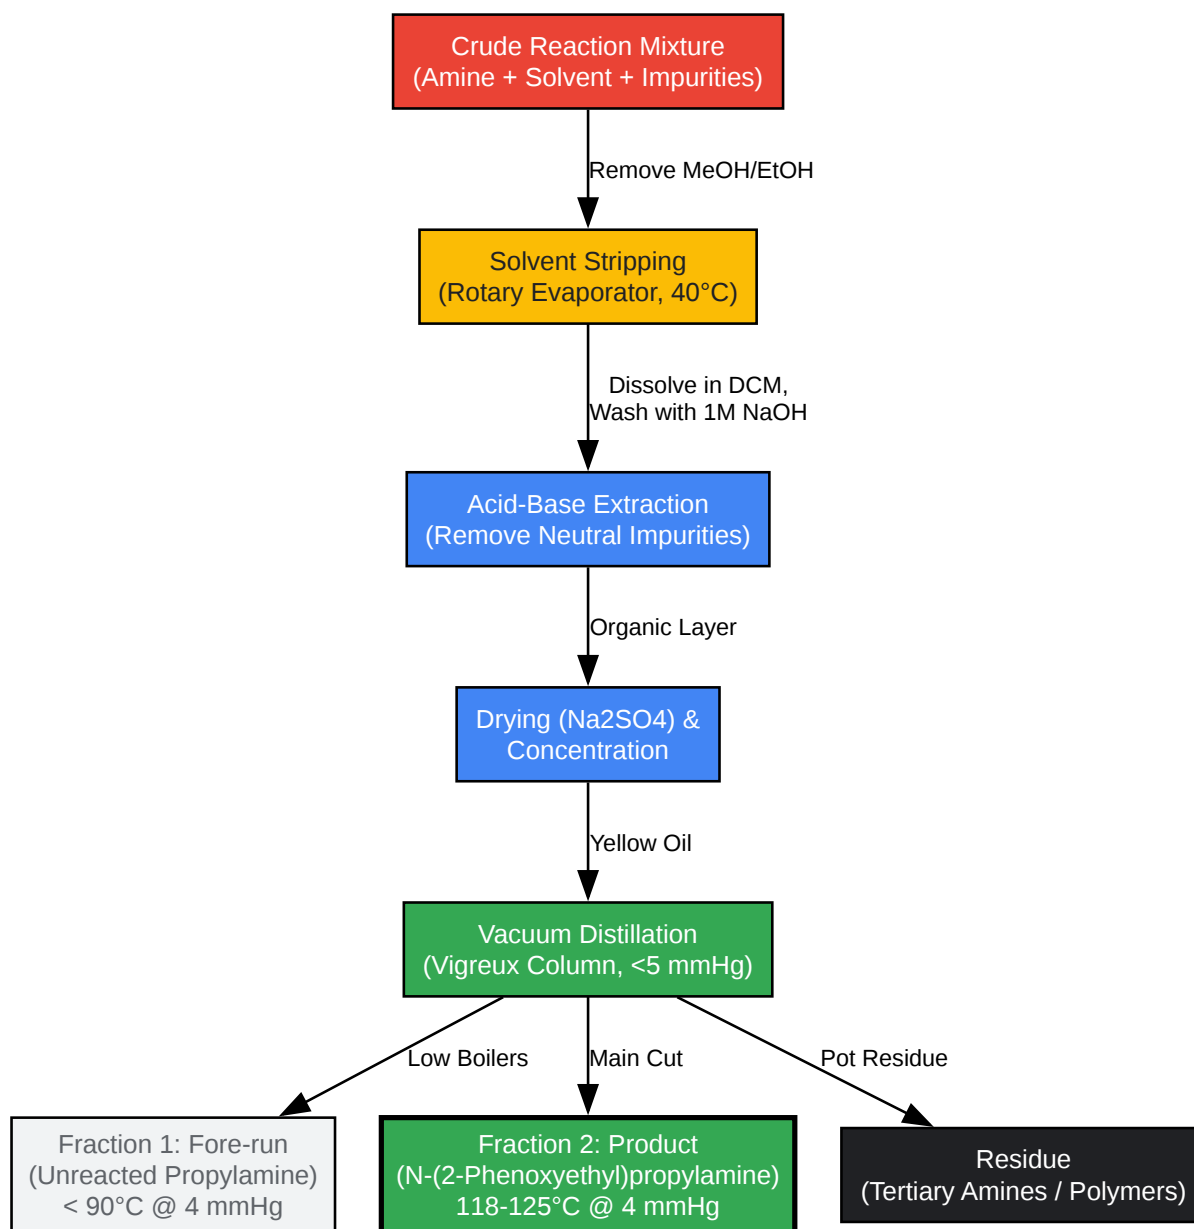 Crude Reaction Mixture
(Amine + Solvent + Impurities)
Remove MeOH/EtOH
Solvent Stripping
(Rotary Evaporator, 40°C)
Dissolve in DCM,
Wash with 1M NaOH
Acid-Base Extraction
(Remove Neutral Impurities)
Organic Layer
Drying (Na2SO4) &
Concentration
Yellow Oil
Vacuum Distillation
(Vigreux Column, <5 mmHg)
Low Boilers
Main Cut
Pot Residue
Fraction 1: Fore-run
(Unreacted Propylamine)
< 90°C @ 4 mmHg
Fraction 2: Product
(N-(2-Phenoxyethyl)propylamine)
118-125°C @ 4 mmHg
Residue
(Tertiary Amines / Polymers)